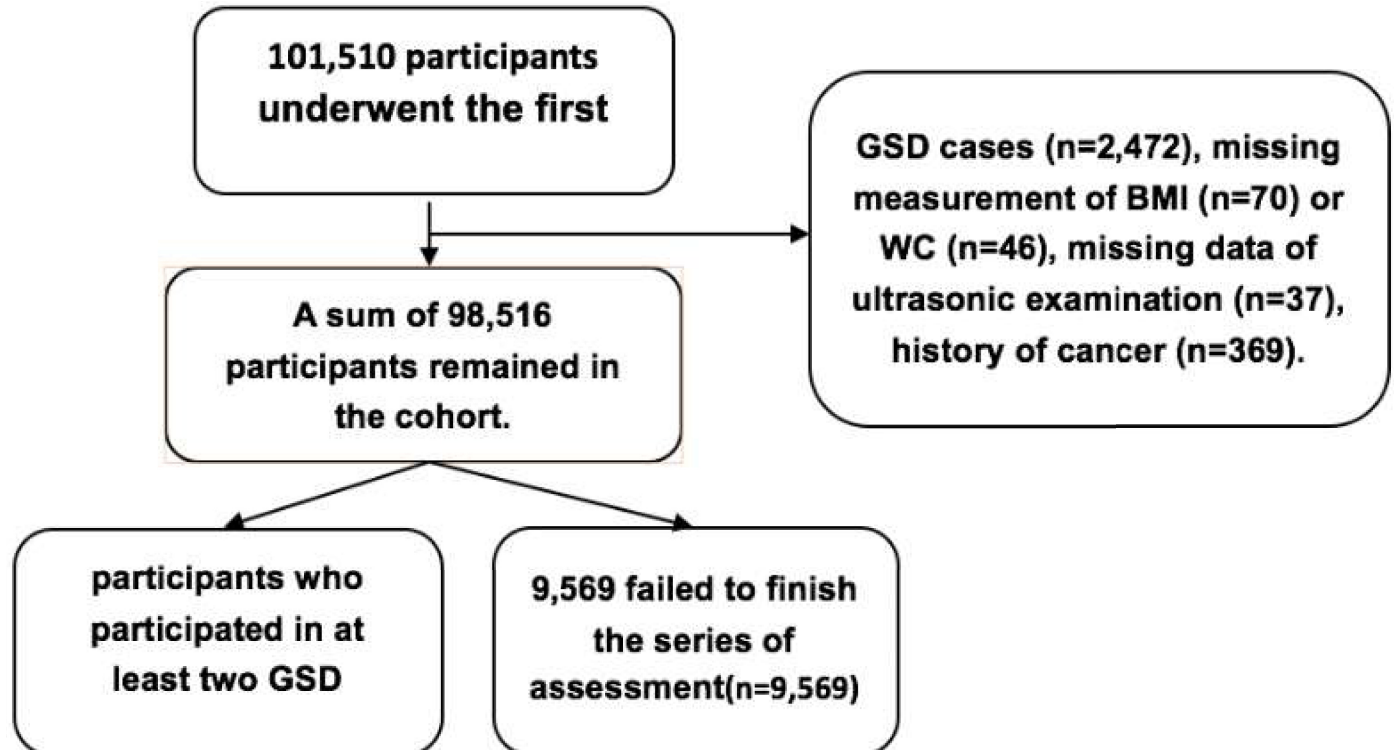 101,510 participants
underwent the first
GSD cases (n=2,472), missing
measurement of BMI (n=70) or
WC (n=46), missing data of
ultrasonic examination (n=37),
history of cancer (n=369).
A sum of 98,516
participants remained in
the cohort.
participants who
participated in at
least two GSD
9,569 failed to finish
the series of
assessment(n=9,569)